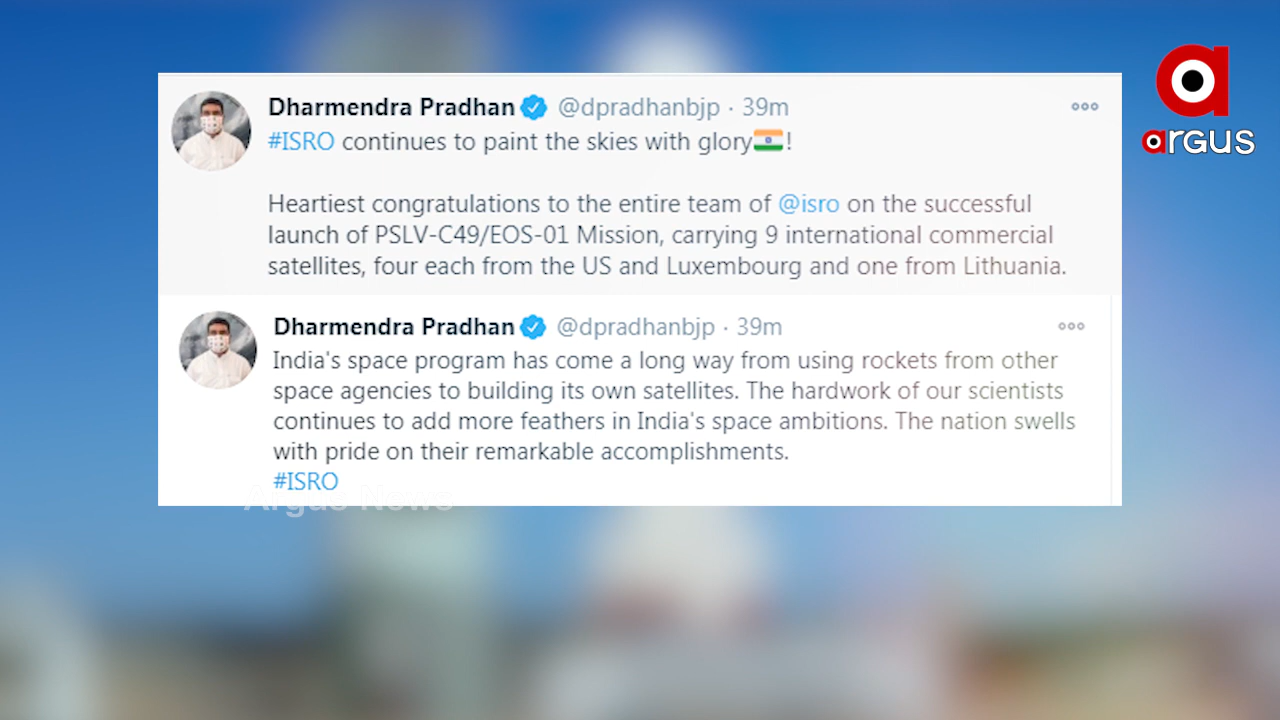 argus
Dharmendra Pradhan @dpradhanbjp · 39m
#ISRO continues to paint the skies with glory🇮🇳!
Heartiest congratulations to the entire team of @isro on the successful
launch of PSLV-C49/EOS-01 Mission, carrying 9 international commercial
satellites, four each from the US and Luxembourg and one from Lithuania.
Dharmendra Pradhan @dpradhanbjp · 39m
India's space program has come a long way from using rockets from other
space agencies to building its own satellites. The hardwork of our scientists
continues to add more feathers in India's space ambitions. The nation swells
with pride on their remarkable accomplishments.
#ISRO
Argus News